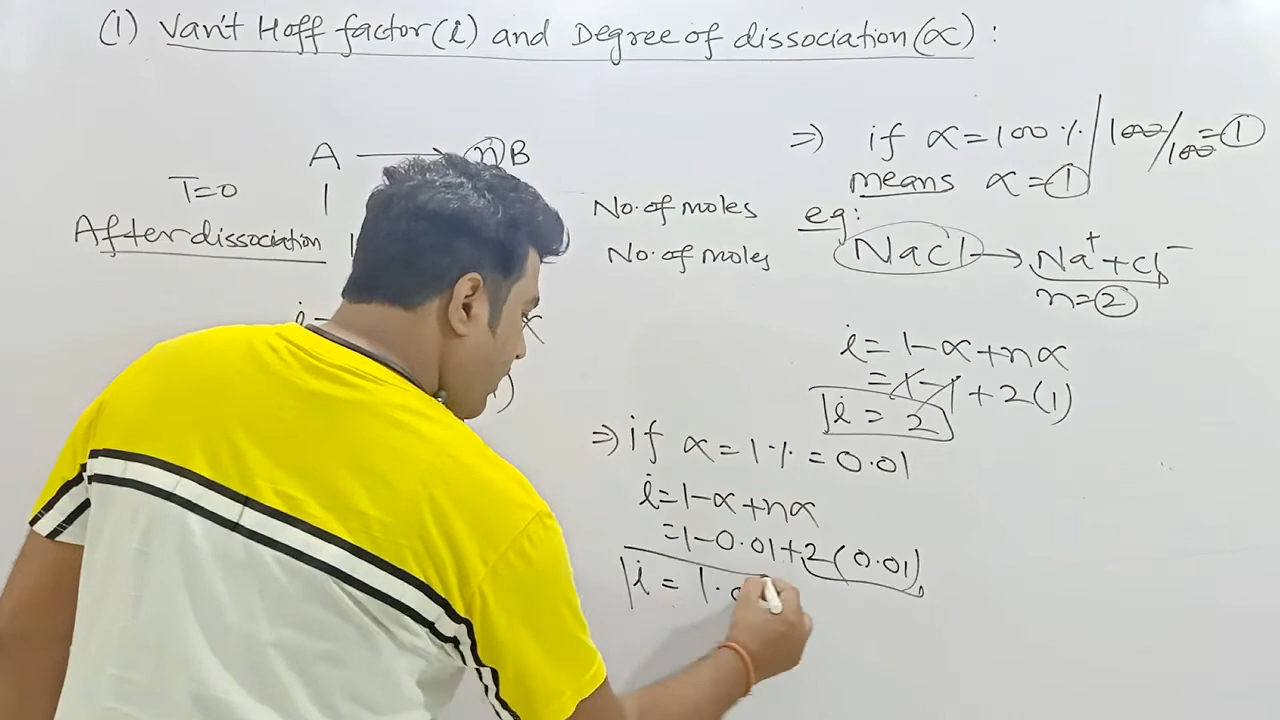 (1) Van't Hoff factor (i) and Degree of dissociation (α) :
A ⟶ nB
T=0 1 No. of moles
After dissociation 1 No. of moles
⇒ if α = 100 % | 100/100 = 1
means α = 1
eg:
NaCl → Na⁺ + Cl⁻
n = 2
i = 1 - α + nα
= 1 - 1 + 2(1)
i = 2
⇒ if α = 1 % = 0.01
i = 1 - α + nα
= 1 - 0.01 + 2(0.01)
i = 1.0